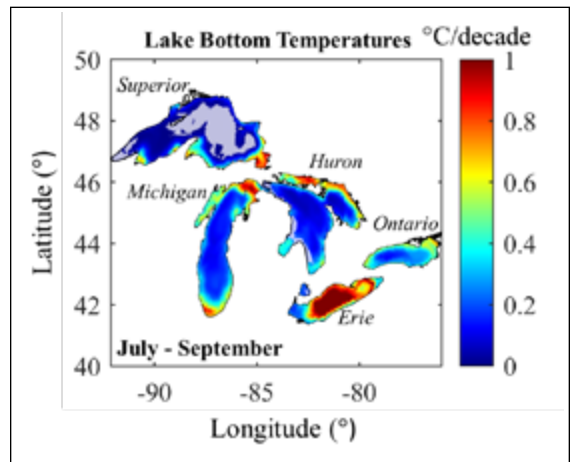 Lake Bottom Temperatures
°C/decade
50
48
46
44
42
40
Latitude (°)
Superior
Huron
Michigan
Ontario
Erie
July - September
-90
-85
-80
Longitude (°)
1
0.8
0.6
0.4
0.2
0